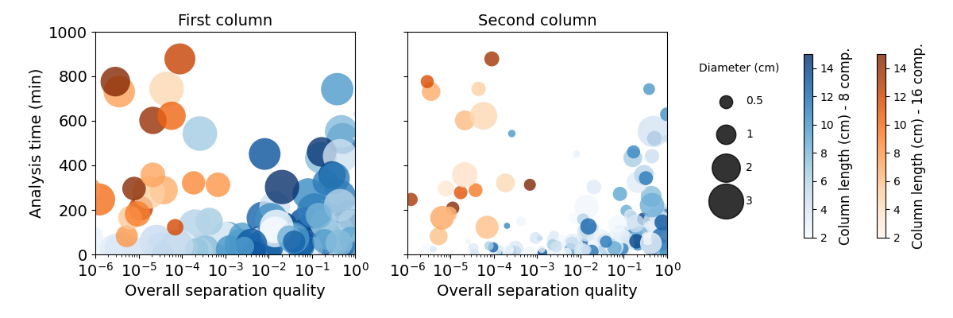 First column
Second column
1000
800
600
400
200
0
Analysis time (min)
10⁻⁶ 10⁻⁵ 10⁻⁴ 10⁻³ 10⁻² 10⁻¹ 10⁰
Overall separation quality
10⁻⁶ 10⁻⁵ 10⁻⁴ 10⁻³ 10⁻² 10⁻¹ 10⁰
Overall separation quality
Diameter (cm)
0.5
1
2
3
14
12
10
8
6
4
2
Column length (cm) - 8 comp.
14
12
10
8
6
4
2
Column length (cm) - 16 comp.